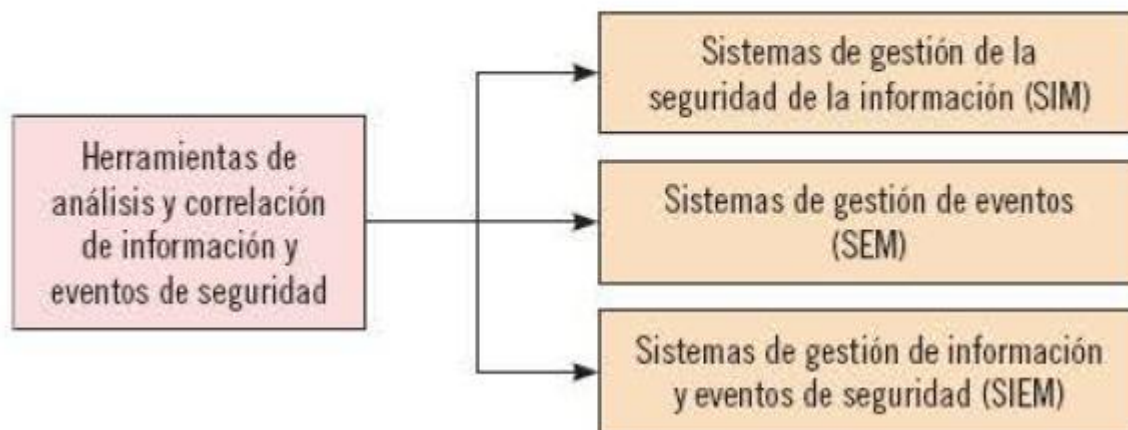 Herramientas de
análisis y correlación
de información y
eventos de seguridad
Sistemas de gestión de la
seguridad de la información (SIM)
Sistemas de gestión de eventos
(SEM)
Sistemas de gestión de información
y eventos de seguridad (SIEM)